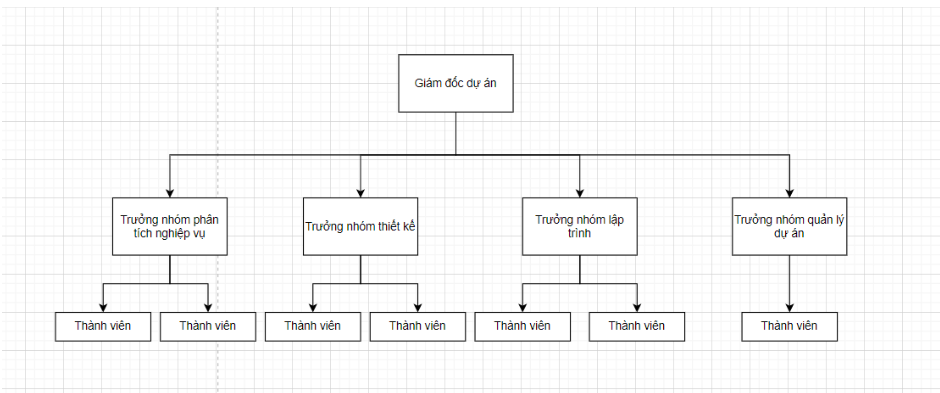 Giám đốc dự án
Trưởng nhóm phân
tích nghiệp vụ
Trưởng nhóm thiết kế
Trưởng nhóm lập
trình
Trưởng nhóm quản lý
dự án
Thành viên
Thành viên
Thành viên
Thành viên
Thành viên
Thành viên
Thành viên